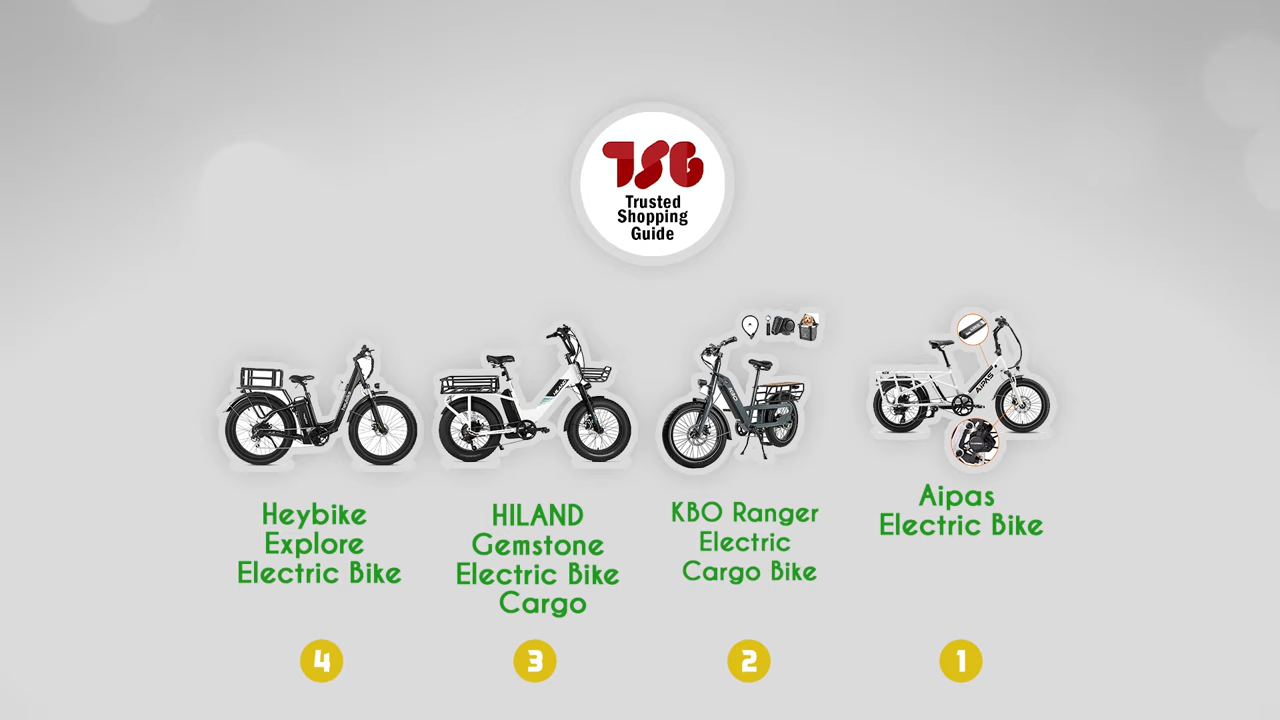 TSG
Trusted
Shopping
Guide
Heybike
Explore
Electric Bike
HILAND
Gemstone
Electric Bike
Cargo
KBO Ranger
Electric
Cargo Bike
Aipas
Electric Bike
4
3
2
1
AIPAS